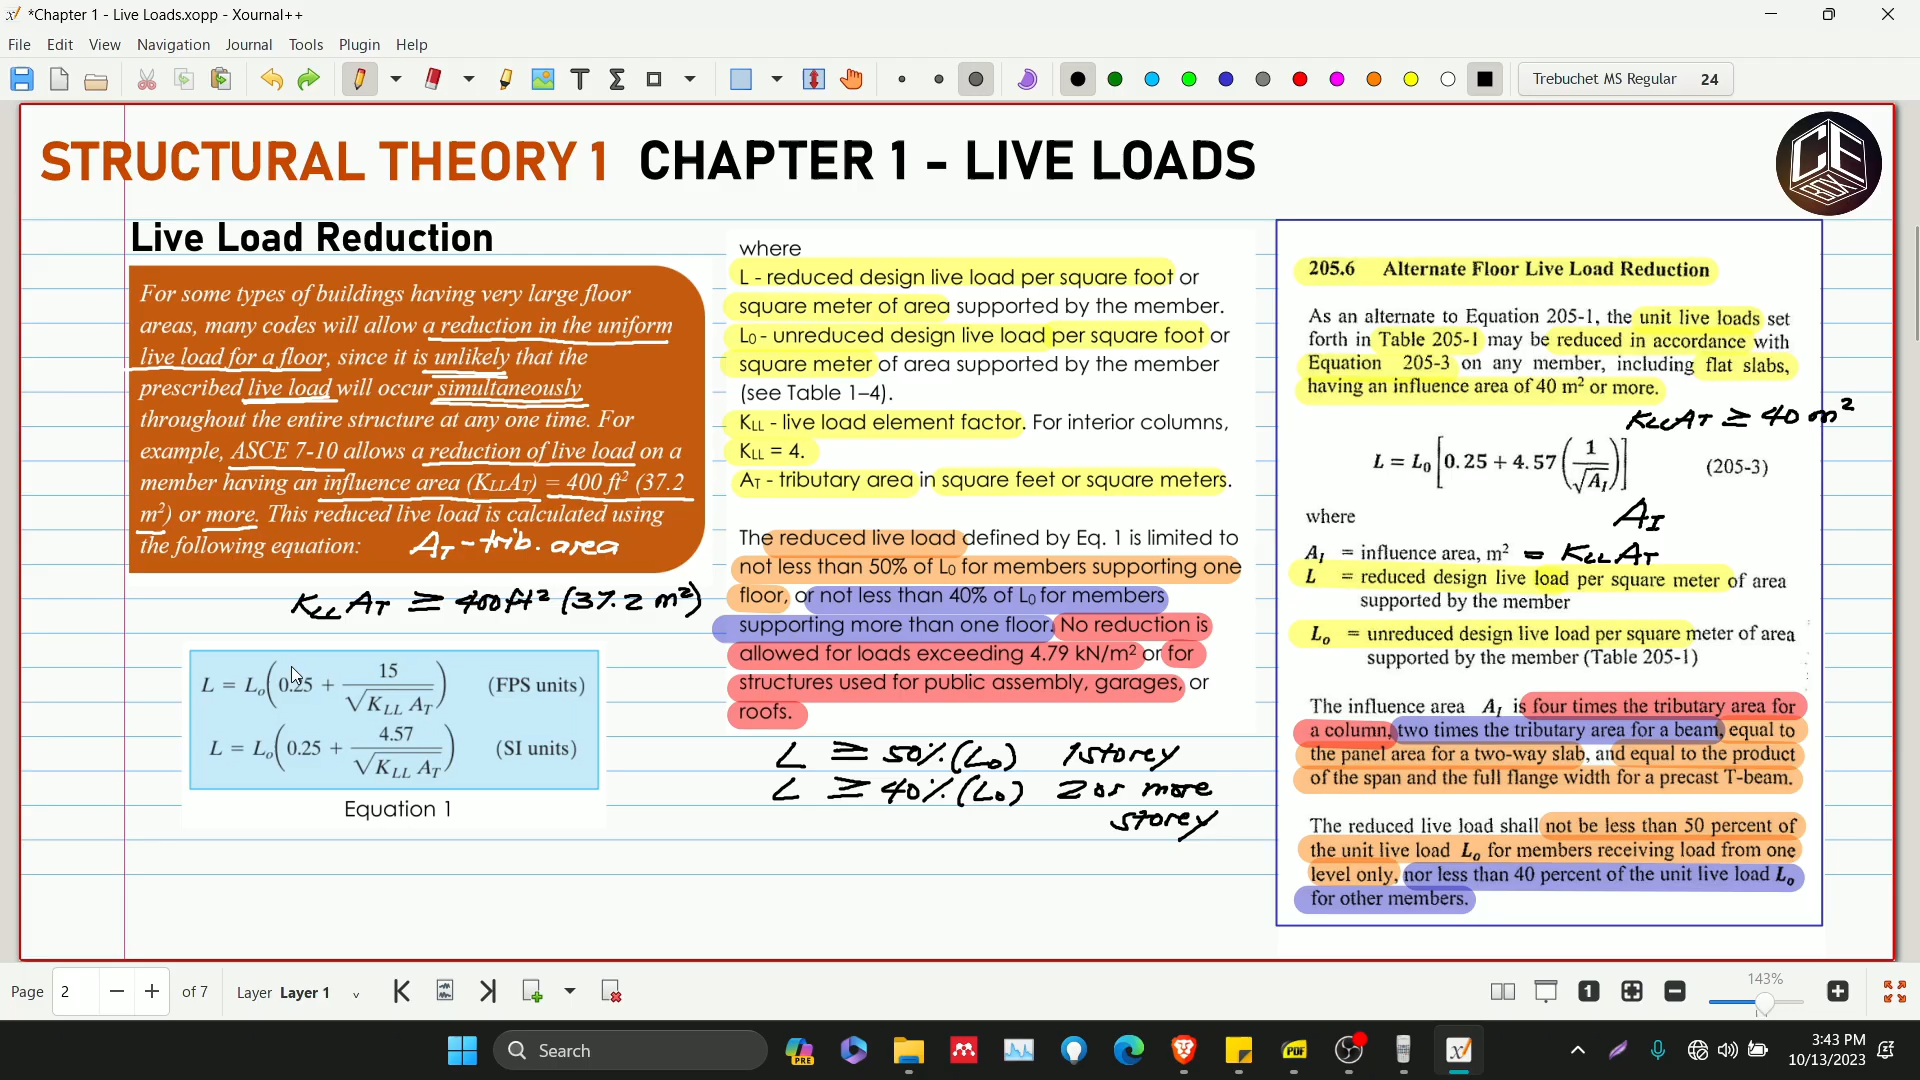 *Chapter 1 - Live Loads.xopp - Xournal++
File Edit View Navigation Journal Tools Plugin Help
Trebuchet MS Regular 24
STRUCTURAL THEORY 1 CHAPTER 1 - LIVE LOADS
CE
BOX
Live Load Reduction
For some types of buildings having very large floor
areas, many codes will allow a reduction in the uniform
live load for a floor, since it is unlikely that the
prescribed live load will occur simultaneously
throughout the entire structure at any one time. For
example, ASCE 7-10 allows a reduction of live load on a
member having an influence area (KLLAT) = 400 ft² (37.2
m²) or more. This reduced live load is calculated using
the following equation: AT - trib. area
KLL AT ≥ 400 ft² (37.2 m²)
L = Lo(0.25 + 15/√(KLL AT)) (FPS units)
L = Lo(0.25 + 4.57/√(KLL AT)) (SI units)
Equation 1
where
L - reduced design live load per square foot or
square meter of area supported by the member.
L0 - unreduced design live load per square foot or
square meter of area supported by the member
(see Table 1–4).
KLL - live load element factor. For interior columns,
KLL = 4.
AT - tributary area in square feet or square meters.
The reduced live load defined by Eq. 1 is limited to
not less than 50% of L0 for members supporting one
floor, or not less than 40% of L0 for members
supporting more than one floor. No reduction is
allowed for loads exceeding 4.79 kN/m² or for
structures used for public assembly, garages, or
roofs.
L ≥ 50% (Lo) 1 storey
L ≥ 40% (Lo) 2 or more
storey
205.6 Alternate Floor Live Load Reduction
As an alternate to Equation 205-1, the unit live loads set
forth in Table 205-1 may be reduced in accordance with
Equation 205-3 on any member, including flat slabs,
having an influence area of 40 m² or more.
KLLAT ≥ 40 m²
L = L0[0.25 + 4.57(1/√AI)] (205-3)
where AI
AI = influence area, m² = KLLAT
L = reduced design live load per square meter of area
supported by the member
Lo = unreduced design live load per square meter of area
supported by the member (Table 205-1)
The influence area AI is four times the tributary area for
a column, two times the tributary area for a beam, equal to
the panel area for a two-way slab, and equal to the product
of the span and the full flange width for a precast T-beam.
The reduced live load shall not be less than 50 percent of
the unit live load Lo for members receiving load from one
level only, nor less than 40 percent of the unit live load Lo
for other members.
Page 2 of 7 Layer Layer 1 143%
Search PRE PDF
3:43 PM
10/13/2023